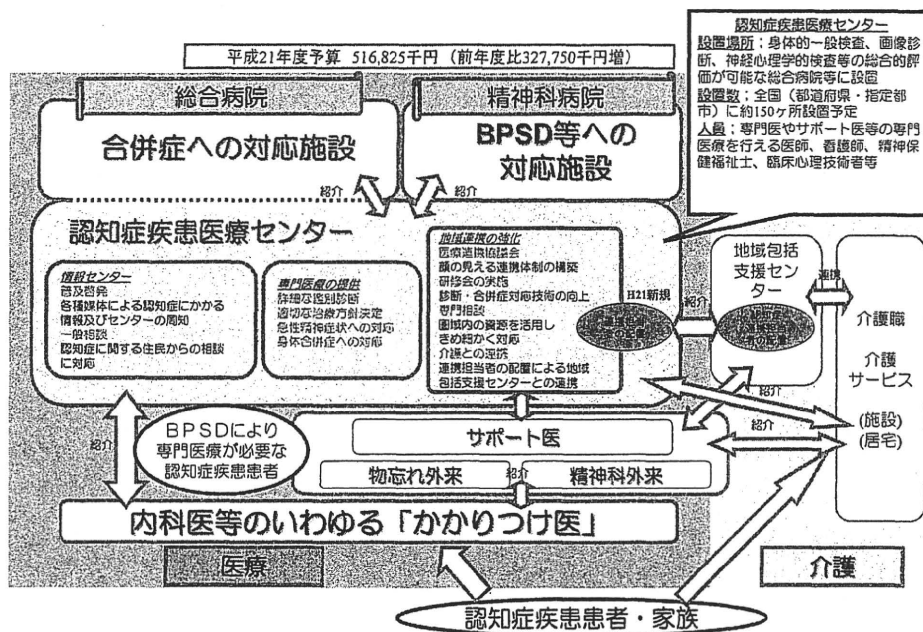 平成21年度予算 516,825千円 (前年度比327,750千円増)
認知症疾患医療センター
設置場所；身体的一般検査、画像診
断、神経心理学的検査等の総合的評
価が可能な総合病院等に設置
設置数；全国（都道府県・指定都
市）に約150ヶ所設置予定
人員；専門医やサポート医等の専門
医療を行える医師、看護師、精神保
健福祉士、臨床心理技術者等
総合病院
合併症への対応施設
精神科病院
BPSD等への
対応施設
紹介
紹介
認知症疾患医療センター
情報センター
普及啓発
各種媒体による認知症にかかる
情報及びセンターの周知
一般相談
認知症に関する住民からの相談
に対応
専門医療の提供
詳細な鑑別診断
適切な治療方針決定
急性精神症状への対応
身体合併症への対応
地域連携の強化
医療連携協議会
顔の見える連携体制の構築
研修会の実施
診断・合併症対応技術の向上
専門相談
圏域内の資源を活用し
きめ細かく対応
介護との連携
連携担当者の配置による地域
包括支援センターとの連携
H21新規
紹介
地域包括
支援セン
ター
連携
介護職
介護
サービス
(施設)
(居宅)
紹介
紹介
紹介
BPSDにより
専門医療が必要な
認知症疾患患者
サポート医
物忘れ外来
紹介
精神科外来
内科医等のいわゆる「かかりつけ医」
医療
介護
認知症疾患患者・家族